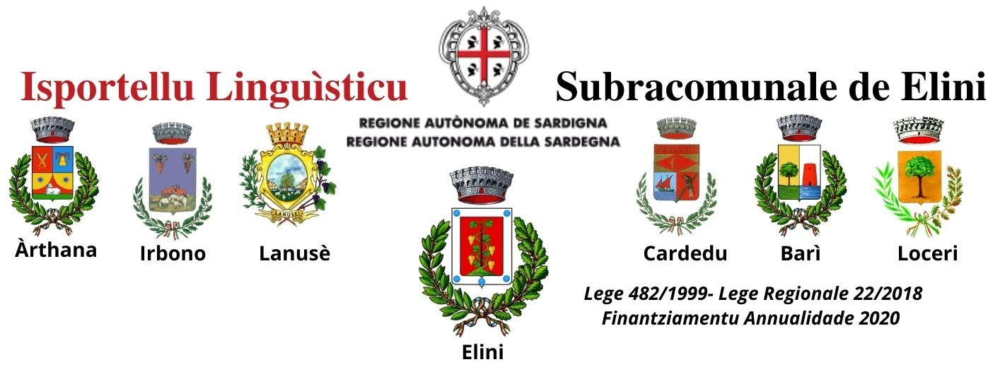 Isportellu Linguìsticu
Subracomunale de Elini
REGIONE AUTÒNOMA DE SARDIGNA
REGIONE AUTONOMA DELLA SARDEGNA
LANUSEI
Àrthana
Irbono
Lanusè
Cardedu
Barì
Loceri
Lege 482/1999- Lege Regionale 22/2018
Finantziamentu Annualidade 2020
Elini